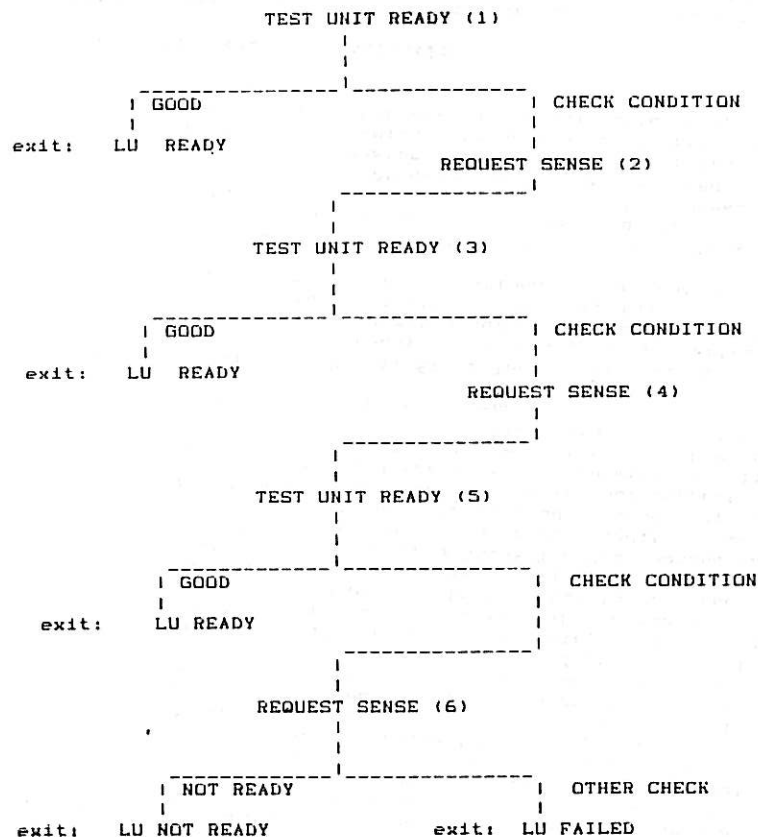 TEST UNIT READY (1)
GOOD CHECK CONDITION
exit: LU READY
REQUEST SENSE (2)
TEST UNIT READY (3)
GOOD CHECK CONDITION
exit: LU READY
REQUEST SENSE (4)
TEST UNIT READY (5)
GOOD CHECK CONDITION
exit: LU READY
REQUEST SENSE (6)
NOT READY OTHER CHECK
exit: LU NOT READY exit: LU FAILED